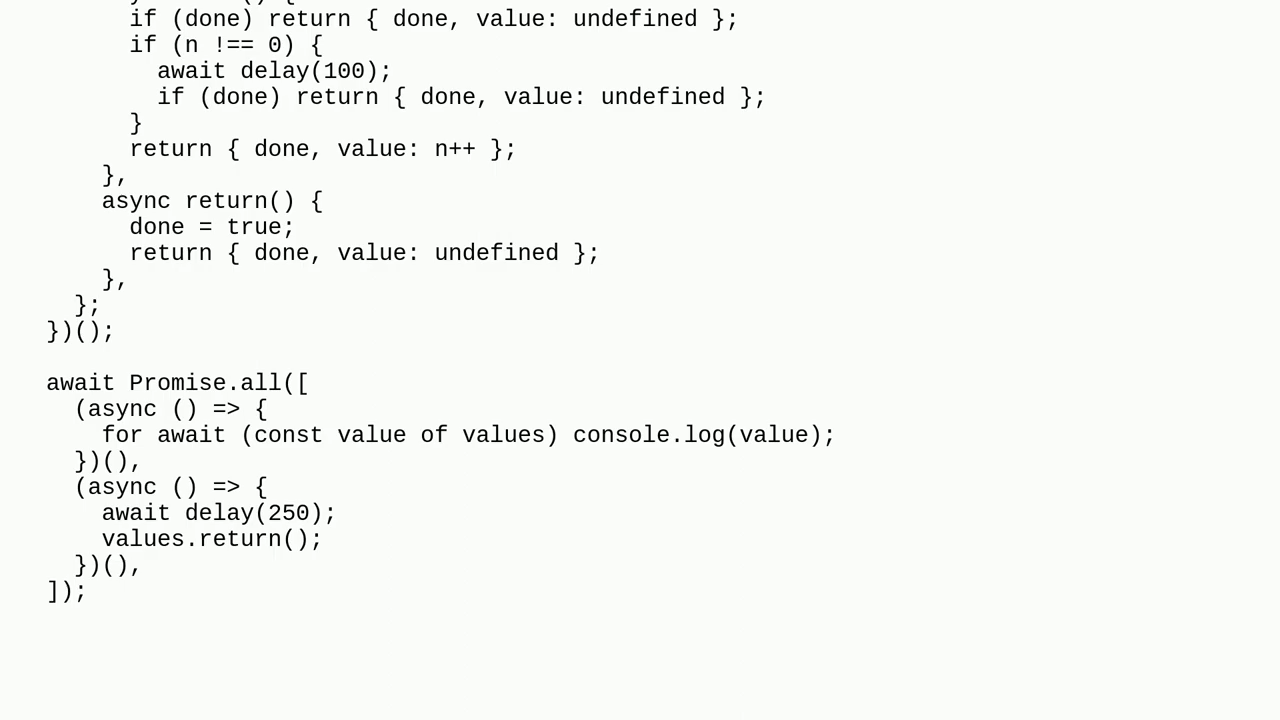 if (done) return { done, value: undefined };
if (n !== 0) {
await delay(100);
if (done) return { done, value: undefined };
}
return { done, value: n++ };
},
async return() {
done = true;
return { done, value: undefined };
},
};
})();
await Promise.all([
(async () => {
for await (const value of values) console.log(value);
})(),
(async () => {
await delay(250);
values.return();
})(),
]);